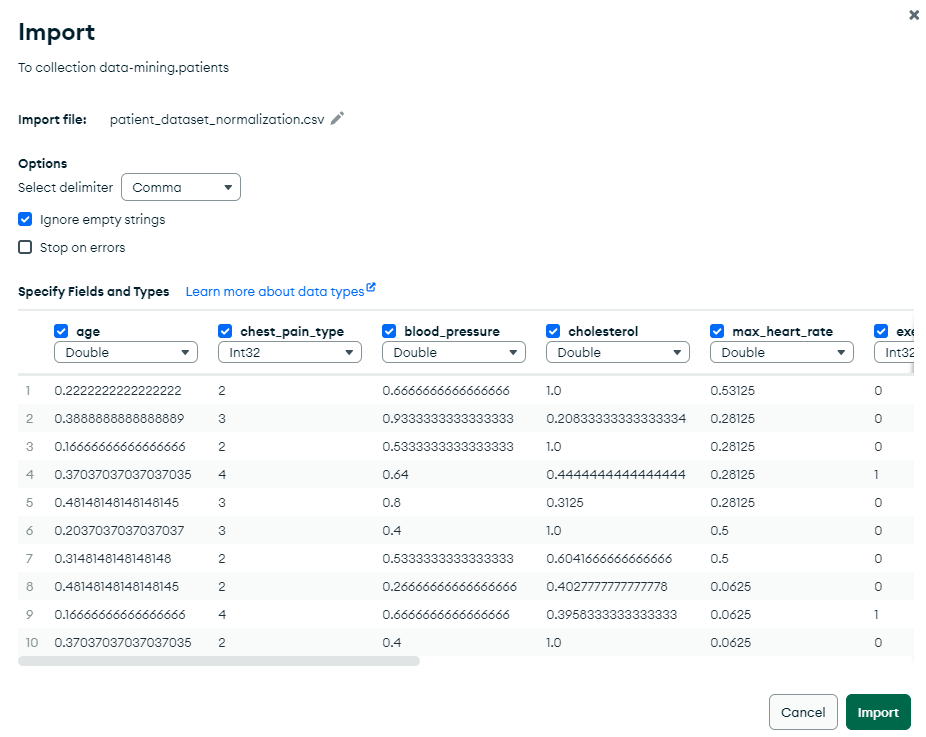 Import
To collection data-mining.patients
Import file: patient_dataset_normalization.csv
Options
Select delimiter Comma
Ignore empty strings
Stop on errors
Specify Fields and Types Learn more about data types
age chest_pain_type blood_pressure cholesterol max_heart_rate exe
Double Int32 Double Double Double Int32
1 0.2222222222222222 2 0.6666666666666666 1.0 0.53125 0
2 0.3888888888888889 3 0.9333333333333333 0.20833333333333334 0.28125 0
3 0.16666666666666666 2 0.5333333333333333 1.0 0.28125 0
4 0.37037037037037035 4 0.64 0.4444444444444444 0.28125 1
5 0.48148148148148145 3 0.8 0.3125 0.28125 0
6 0.2037037037037037 3 0.4 1.0 0.5 0
7 0.3148148148148148 2 0.5333333333333333 0.6041666666666666 0.5 0
8 0.48148148148148145 2 0.26666666666666666 0.4027777777777778 0.0625 0
9 0.16666666666666666 4 0.6666666666666666 0.3958333333333333 0.0625 1
10 0.37037037037037035 2 0.4 1.0 0.0625 0
Cancel Import